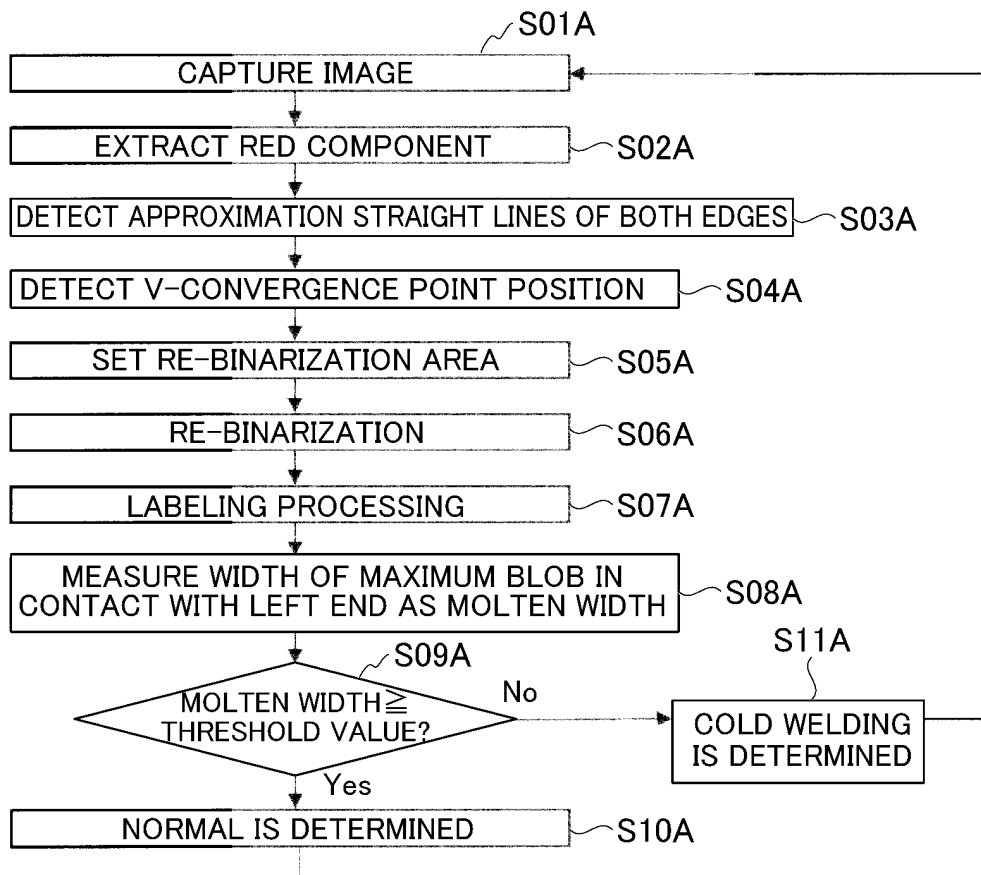 S01A
CAPTURE IMAGE
EXTRACT RED COMPONENT
S02A
DETECT APPROXIMATION STRAIGHT LINES OF BOTH EDGES
S03A
DETECT V-CONVERGENCE POINT POSITION
S04A
SET RE-BINARIZATION AREA
S05A
RE-BINARIZATION
S06A
LABELING PROCESSING
S07A
MEASURE WIDTH OF MAXIMUM BLOB IN
CONTACT WITH LEFT END AS MOLTEN WIDTH
S08A
S09A
MOLTEN WIDTH≧
THRESHOLD VALUE?
No
S11A
COLD WELDING
IS DETERMINED
Yes
NORMAL IS DETERMINED
S10A